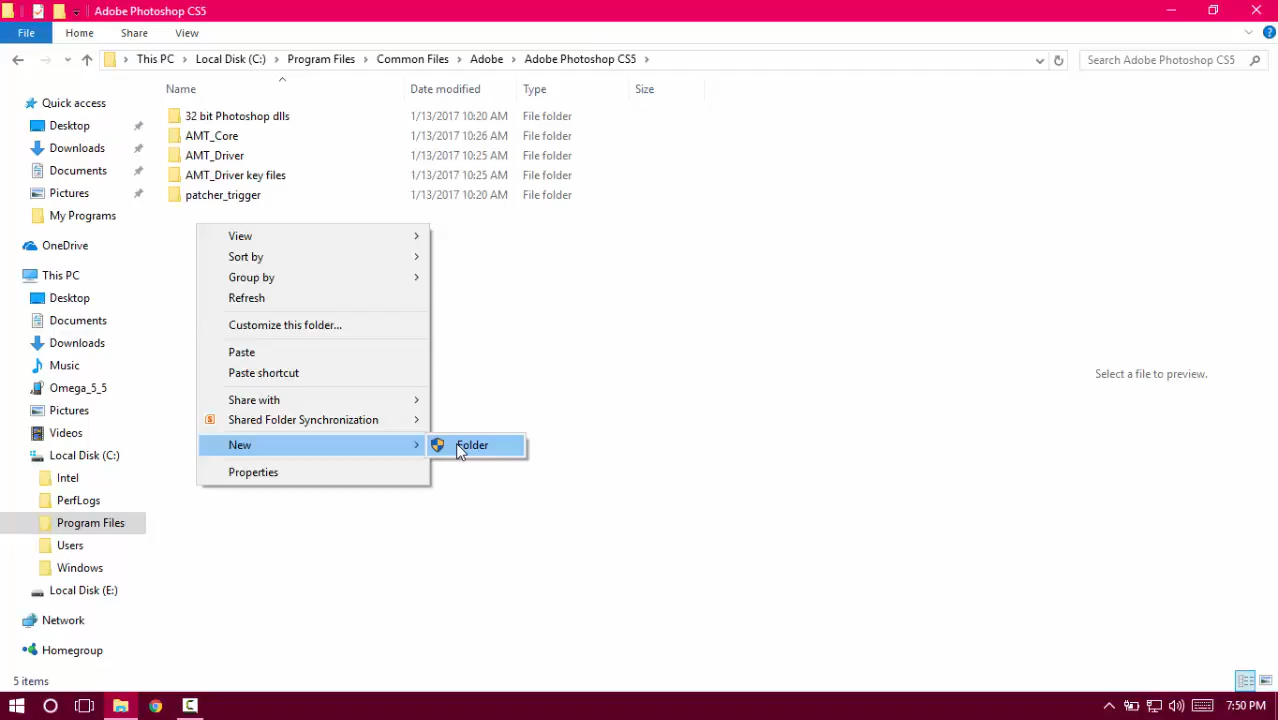 Adobe Photoshop CS5
File Home Share View
This PC Local Disk (C:) Program Files Common Files Adobe Adobe Photoshop CS5
Search Adobe Photoshop CS5
Name Date modified Type Size
32 bit Photoshop dlls 1/13/2017 10:20 AM File folder
AMT_Core 1/13/2017 10:26 AM File folder
AMT_Driver 1/13/2017 10:25 AM File folder
AMT_Driver key files 1/13/2017 10:25 AM File folder
patcher_trigger 1/13/2017 10:20 AM File folder
Quick access
Desktop
Downloads
Documents
Pictures
My Programs
OneDrive
This PC
Desktop
Documents
Downloads
Music
Omega_5_5
Pictures
Videos
Local Disk (C:)
Intel
PerfLogs
Program Files
Users
Windows
Local Disk (E:)
Network
Homegroup
View
Sort by
Group by
Refresh
Customize this folder...
Paste
Paste shortcut
Share with
Shared Folder Synchronization
New
Folder
Properties
Select a file to preview.
5 items
7:50 PM